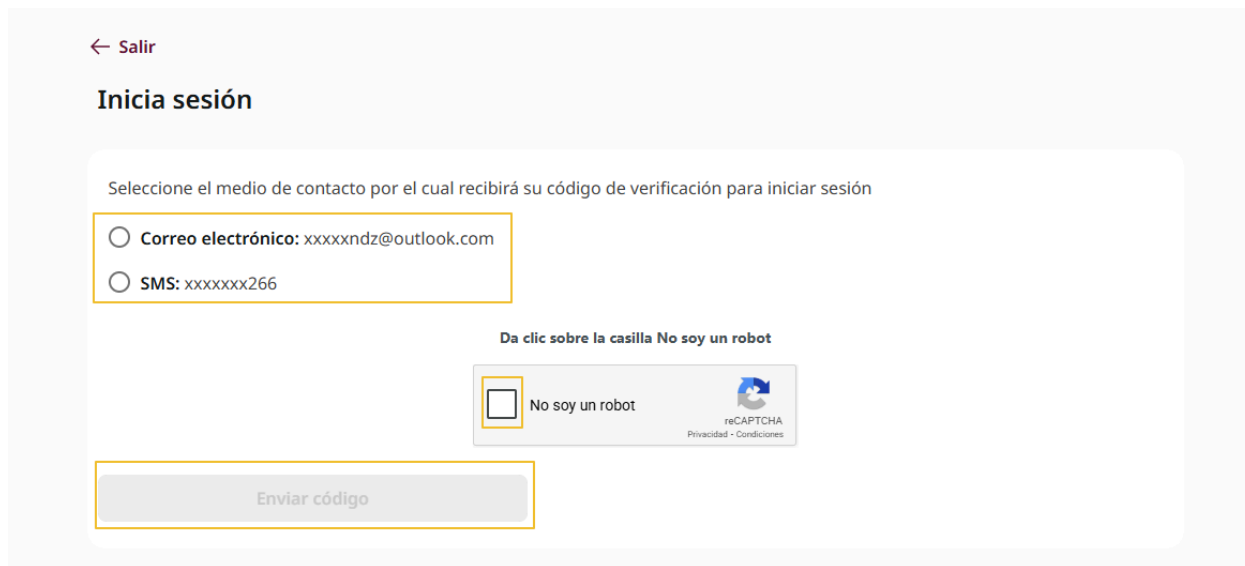 ← Salir
Inicia sesión
Seleccione el medio de contacto por el cual recibirá su código de verificación para iniciar sesión
Correo electrónico: xxxxxndz@outlook.com
SMS: xxxxxxx266
Da clic sobre la casilla No soy un robot
No soy un robot
reCAPTCHA
Privacidad - Condiciones
Enviar código